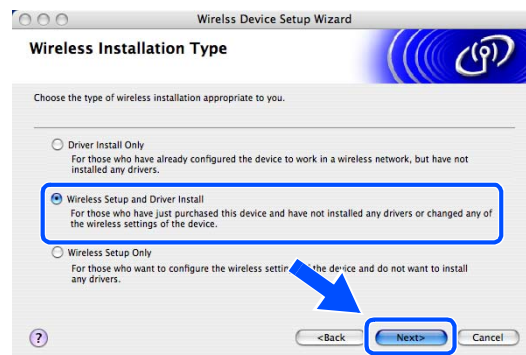 Wirelss Device Setup Wizard
Wireless Installation Type
Choose the type of wireless installation appropriate to you.
Driver Install Only
For those who have already configured the device to work in a wireless network, but have not
installed any drivers.
Wireless Setup and Driver Install
For those who have just purchased this device and have not installed any drivers or changed any of
the wireless settings of the device.
Wireless Setup Only
For those who want to configure the wireless settin the device and do not want to install
any drivers.
?
<Back
Next>
Cancel